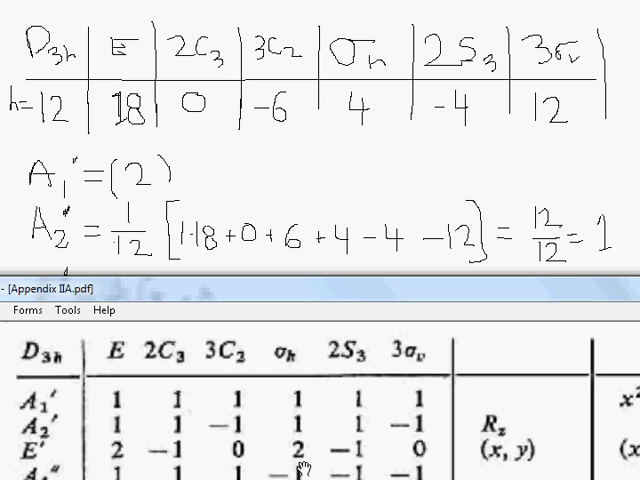 D3h E 2C3 3C2 σh 2S3 3σv
h=12 18 0 -6 4 -4 12
A1' = (2)
A2' = 1/12 [1·18+0+6+4-4-12] = 12/12 = 1
- [Appendix IIA.pdf]
Forms Tools Help
D3h E 2C3 3C2 σh 2S3 3σv
A1' 1 1 1 1 1 1 x²
A2' 1 1 -1 1 1 -1 Rz
E' 2 -1 0 2 -1 0 (x, y) (x
A1" 1 1 1 -1 -1 -1